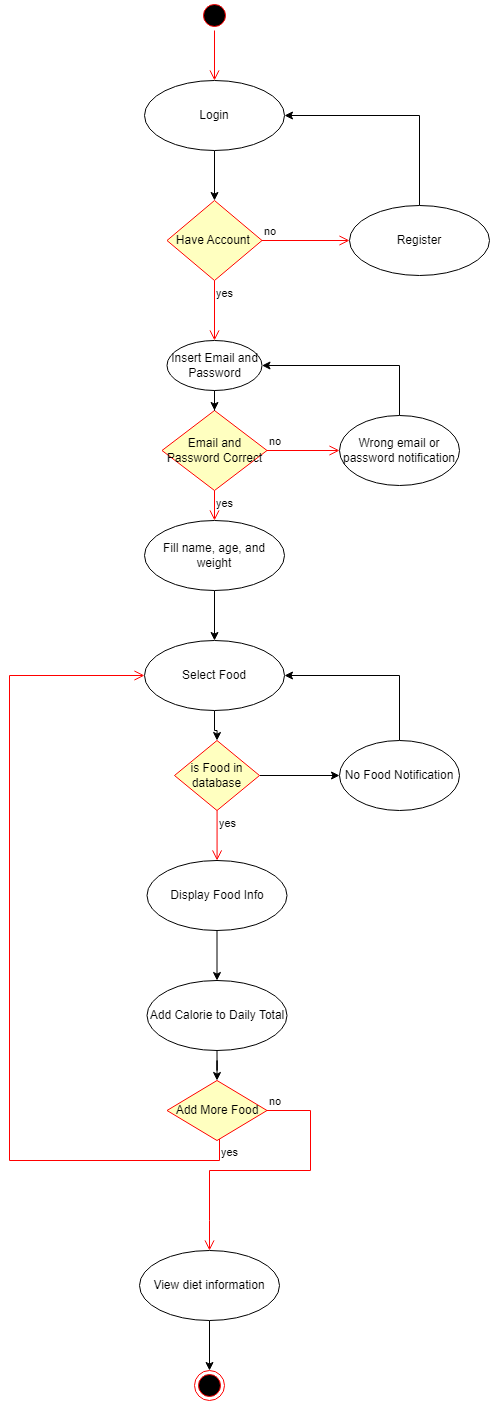 Login
Have Account
no
Register
yes
Insert Email and
Password
Email and
Password Correct
no
Wrong email or
password notification
yes
Fill name, age, and
weight
Select Food
is Food in
database
No Food Notification
yes
Display Food Info
Add Calorie to Daily Total
Add More Food
no
yes
View diet information